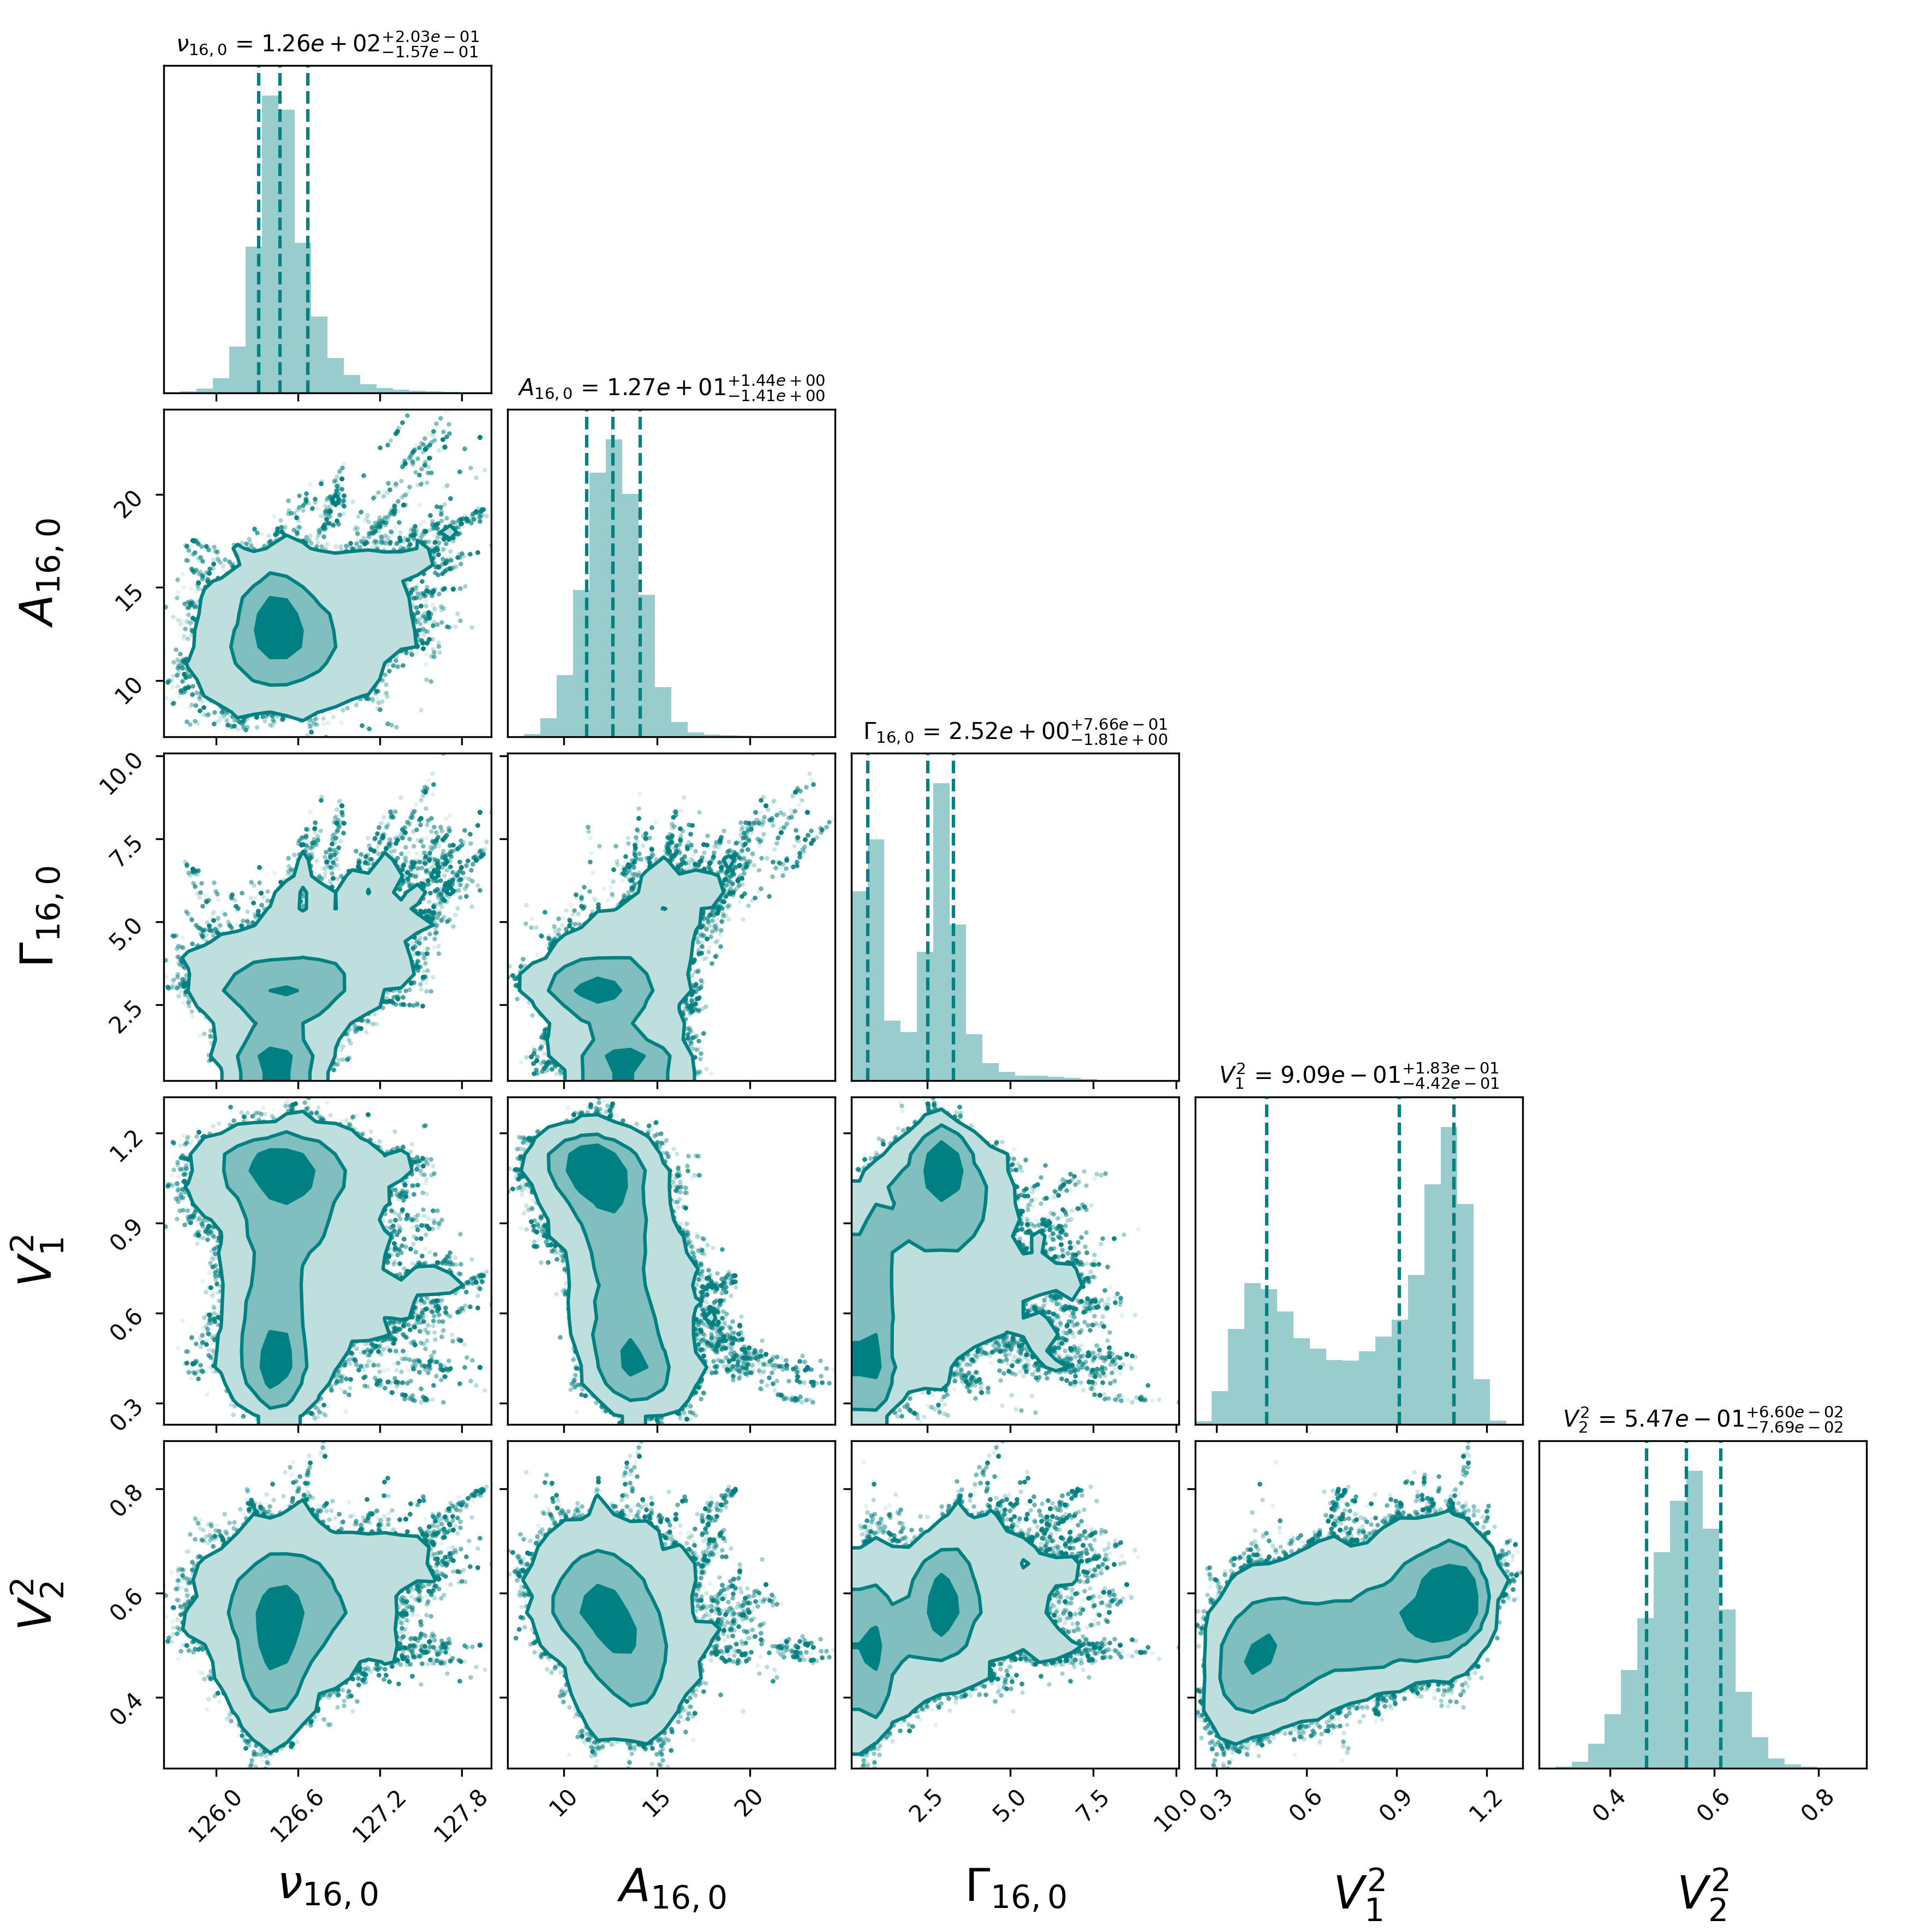 ν16, 0 = 1.26e + 02 +2.03e − 01 −1.57e − 01
A16, 0 = 1.27e + 01 +1.44e + 00 −1.41e + 00
20
15
10
A16, 0
Γ16, 0 = 2.52e + 00 +7.66e − 01 −1.81e + 00
10.0
7.5
5.0
2.5
Γ16, 0
V1² = 9.09e − 01 +1.83e − 01 −4.42e − 01
1.2
0.9
0.6
0.3
V1²
V2² = 5.47e − 01 +6.60e − 02 −7.69e − 02
0.8
0.6
0.4
V2²
126.0 126.6 127.2 127.8 10 15 20 2.5 5.0 7.5 10.0 0.3 0.6 0.9 1.2 0.4 0.6 0.8
ν16, 0 A16, 0 Γ16, 0 V1² V2²